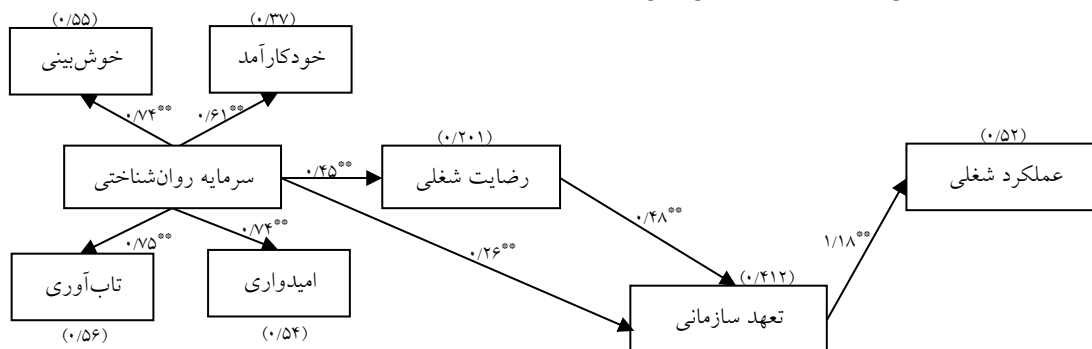 (۰/۵۵)
(۰/۳۷)
خوش‌بینی
خودکارآمد
۰/۷۴**
۰/۶۱**
(۰/۲۰۱)
(۰/۵۲)
سرمایه روان‌شناختی
۰/۴۵**
رضایت شغلی
عملکرد شغلی
۰/۷۵**
۰/۷۴**
۰/۲۶**
۰/۴۸**
۱/۱۸**
تاب‌آوری
امیدواری
(۰/۴۱۲)
تعهد سازمانی
(۰/۵۶)
(۰/۵۴)